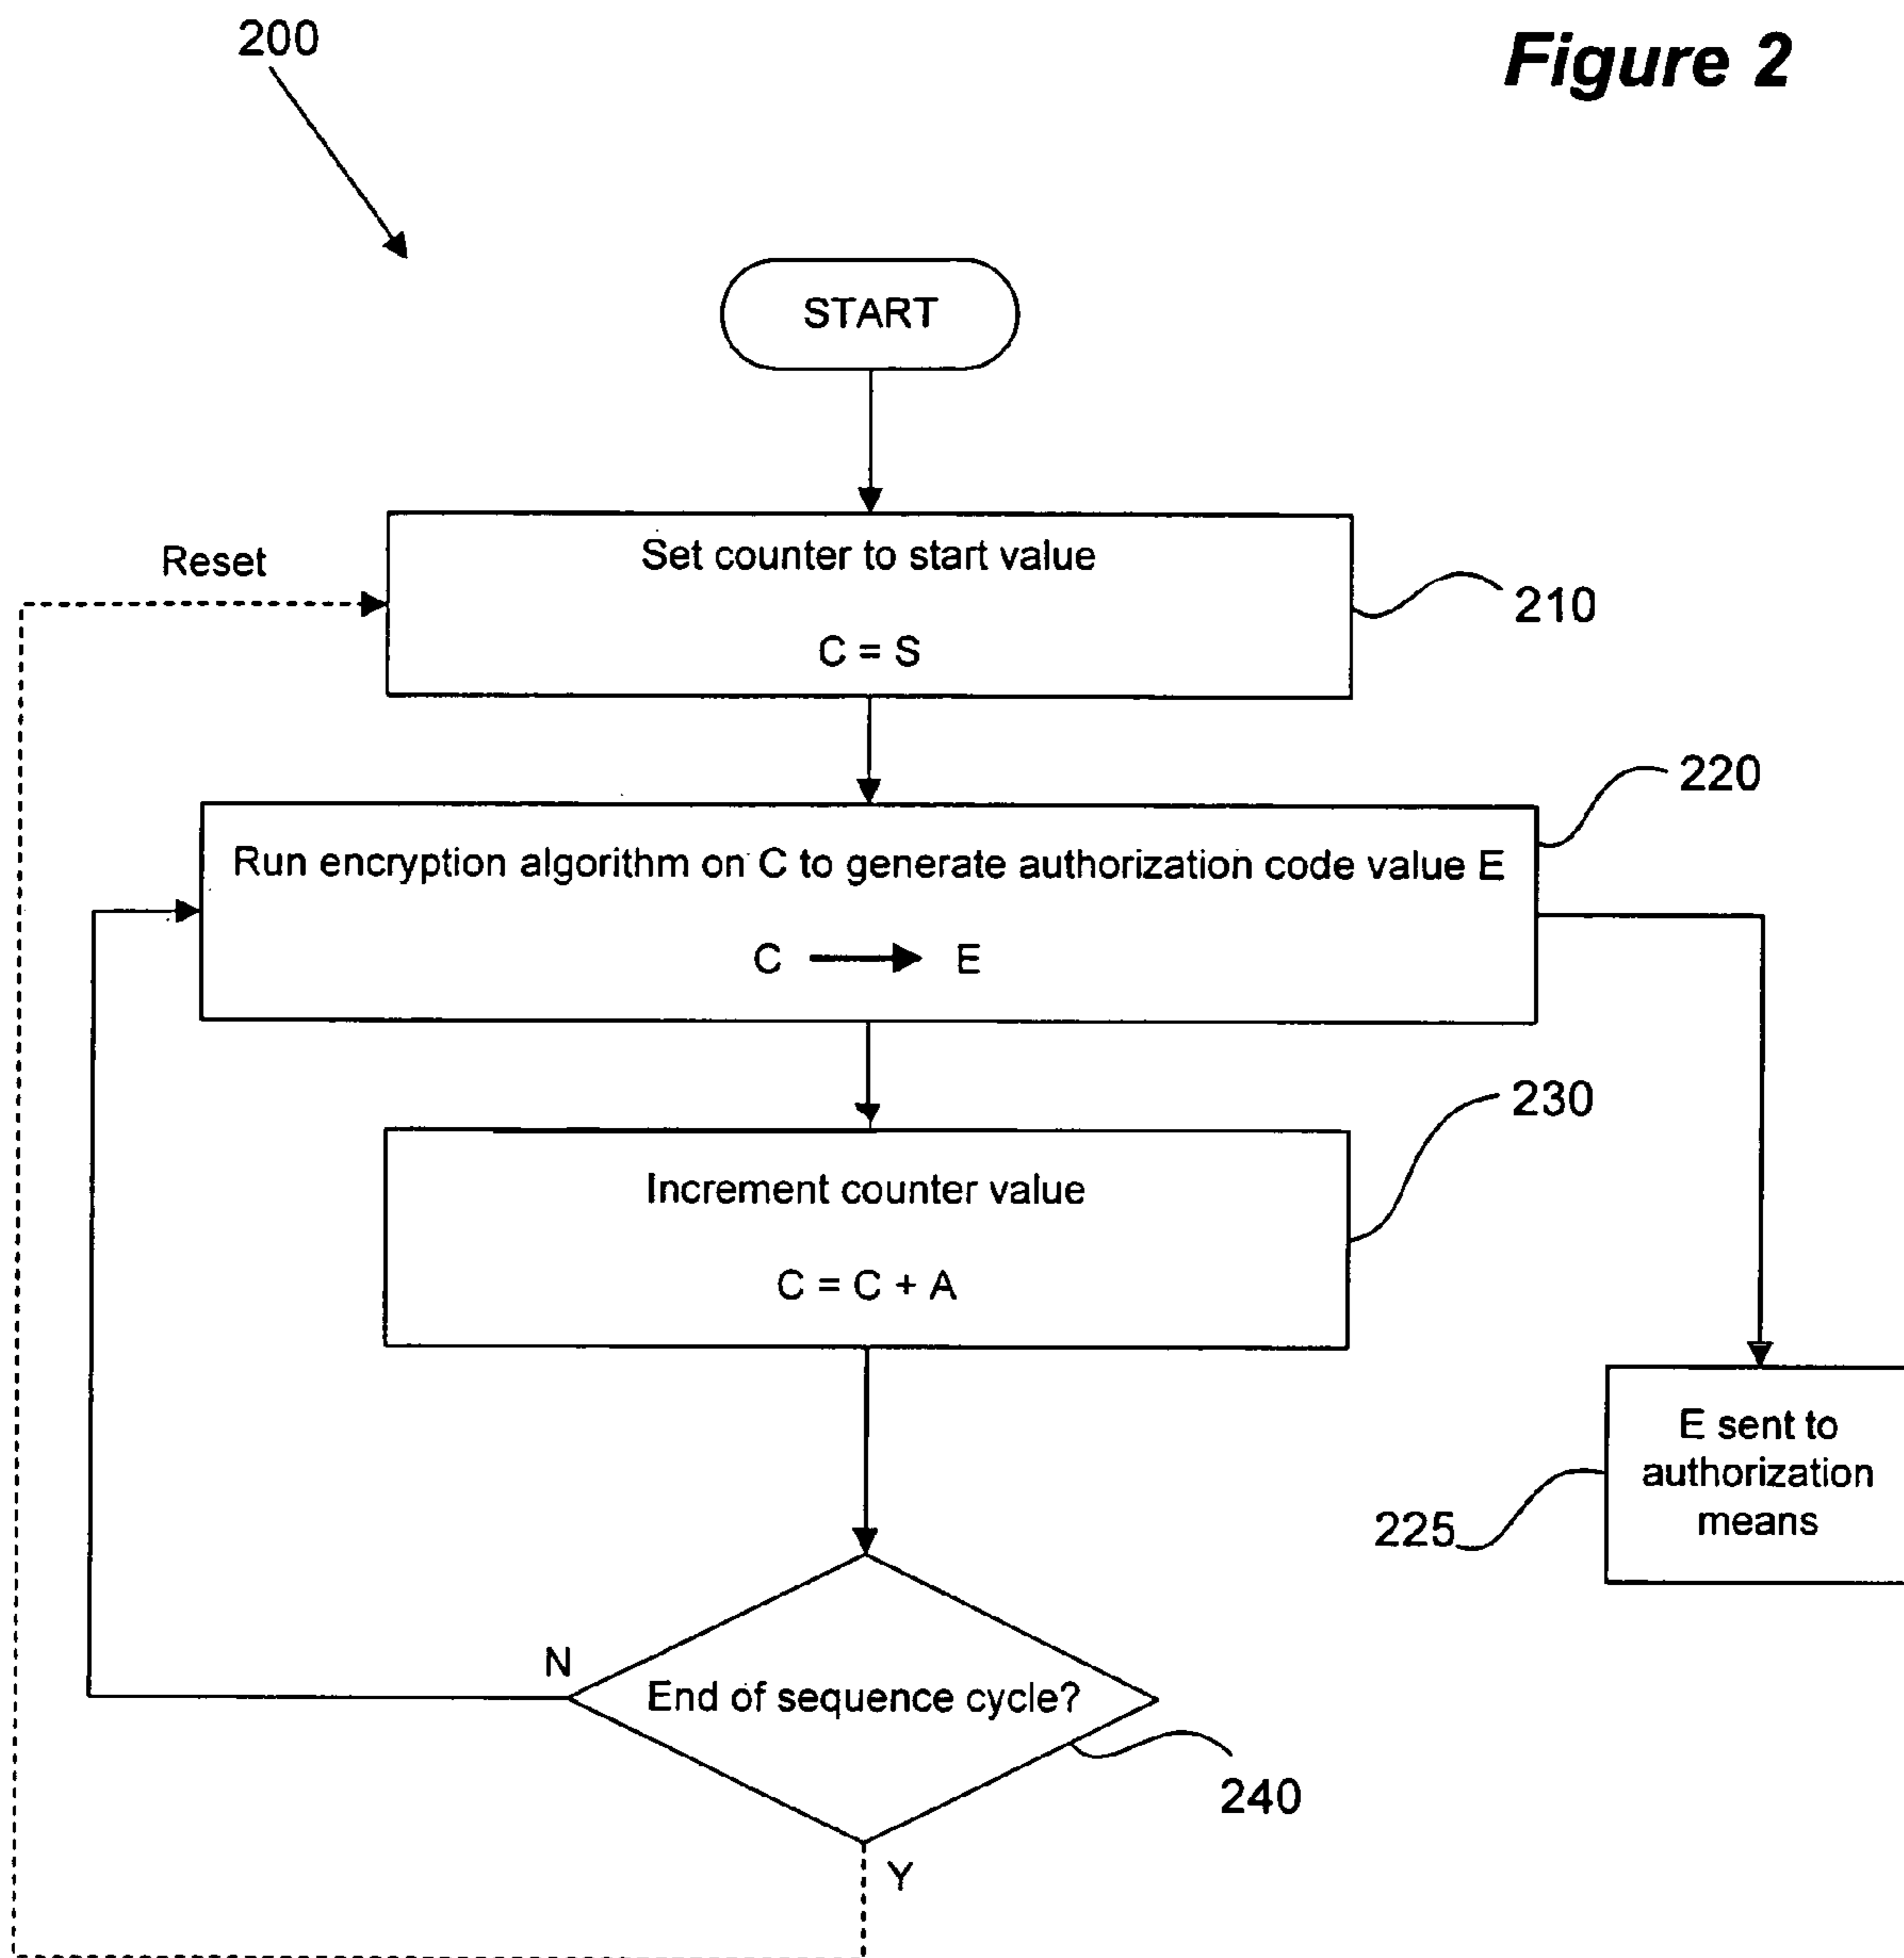 200
Figure 2
START
Reset
Set counter to start value
C = S
210
220
Run encryption algorithm on C to generate authorization code value E
C → E
230
Increment counter value
C = C + A
E sent to
authorization
means
225
N
End of sequence cycle?
240
Y